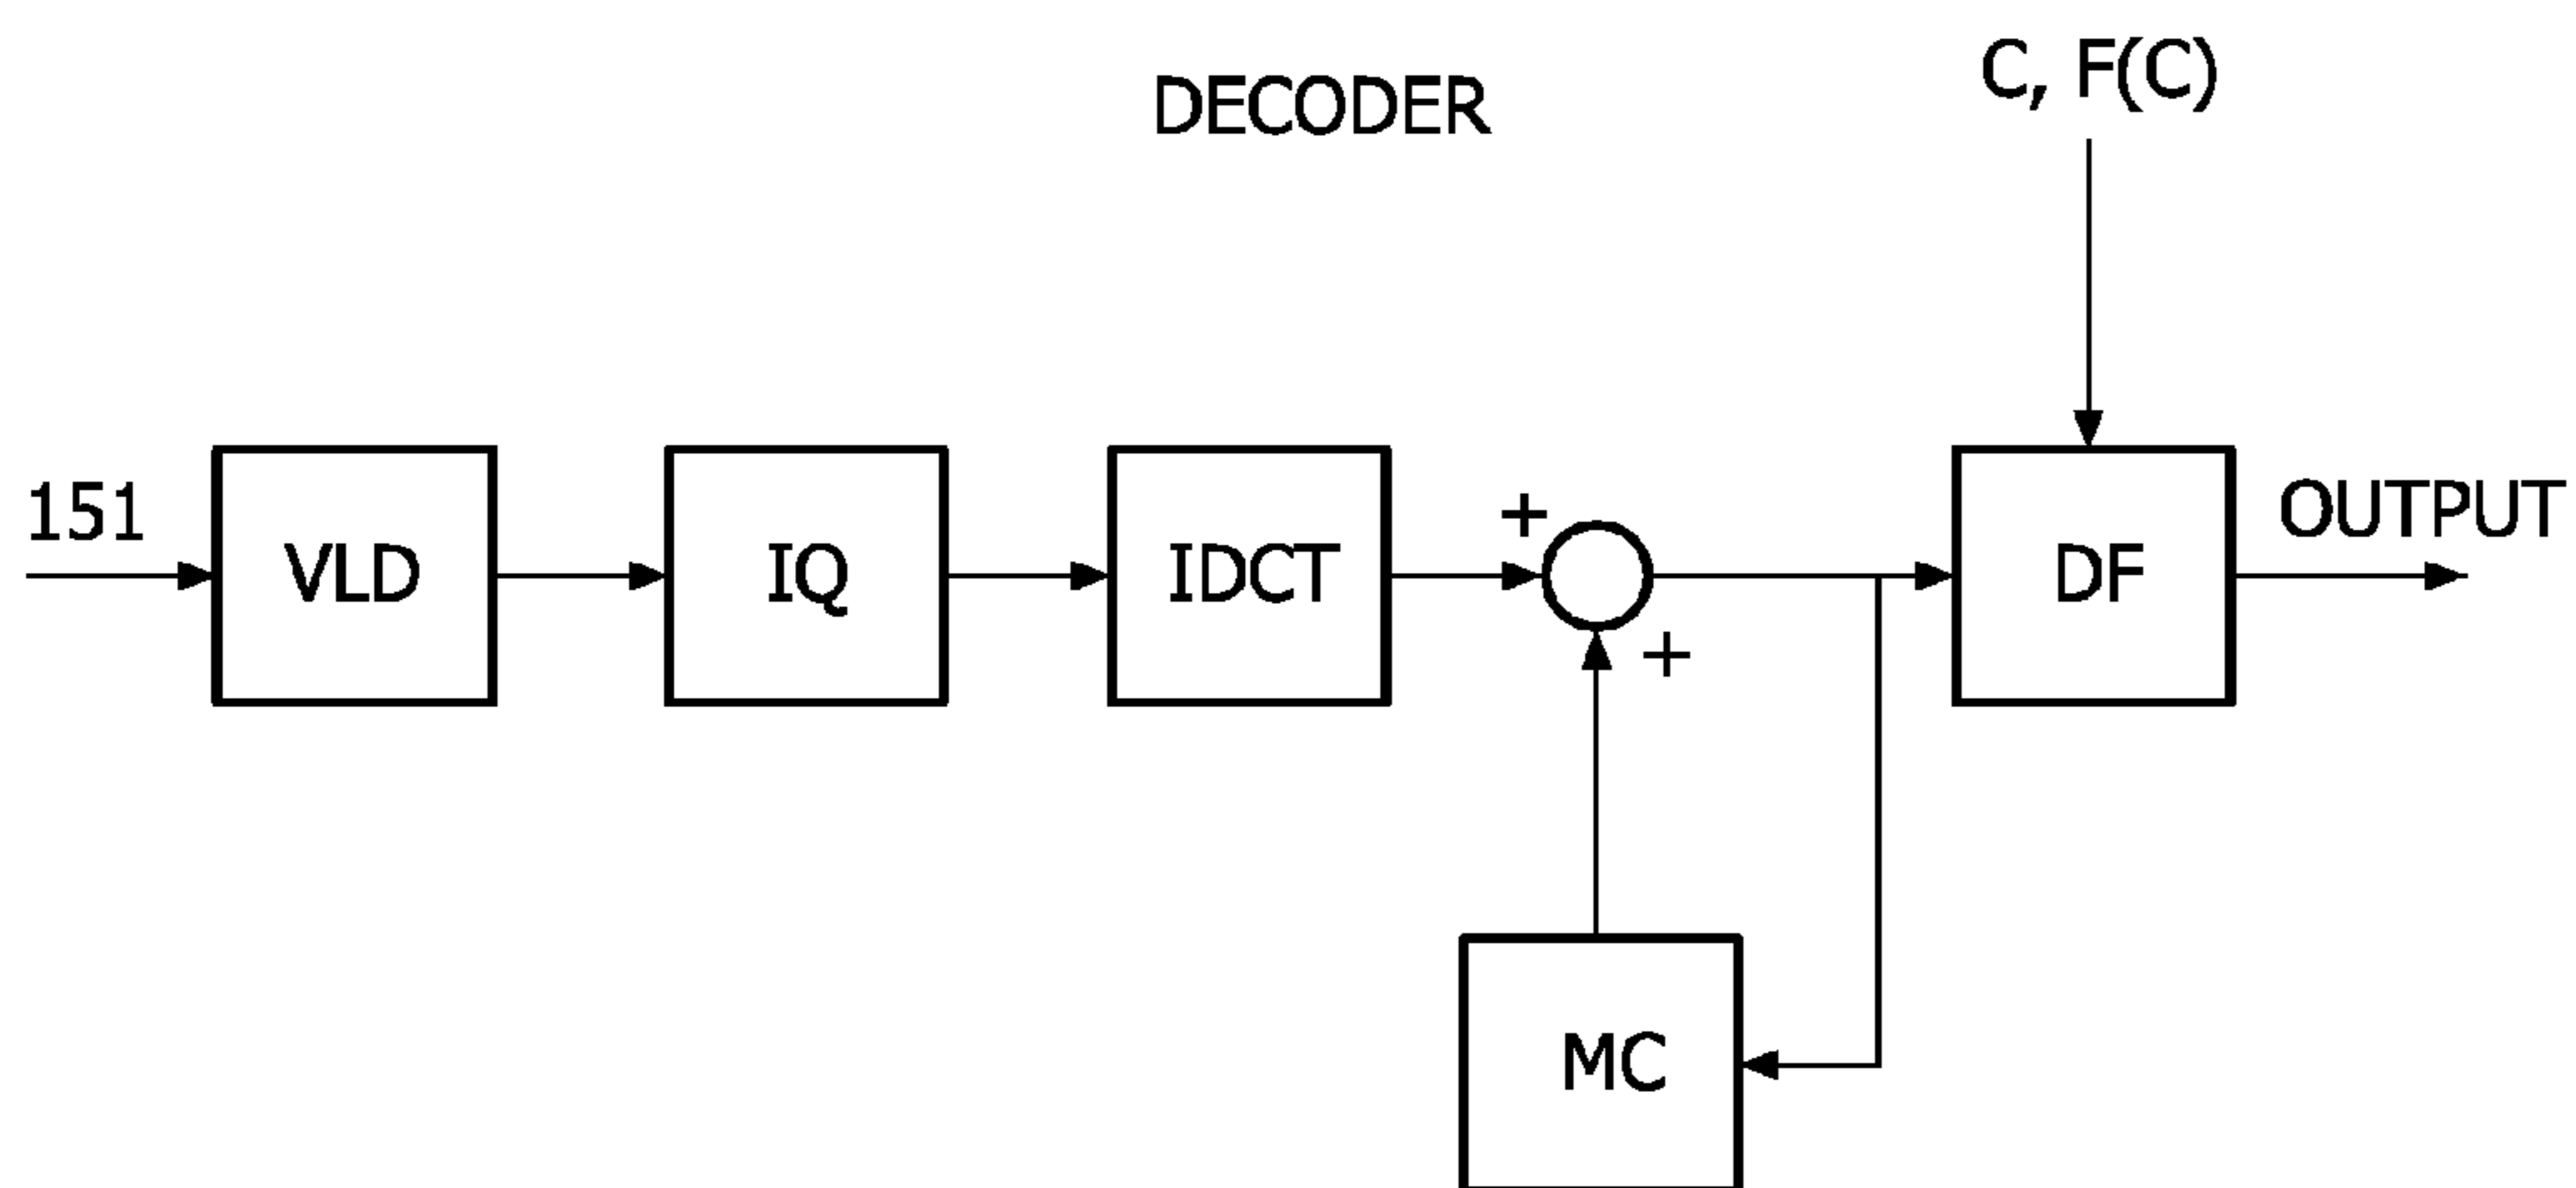 DECODER
C, F(C)
151
VLD
IQ
IDCT
+
+
DF
OUTPUT
MC